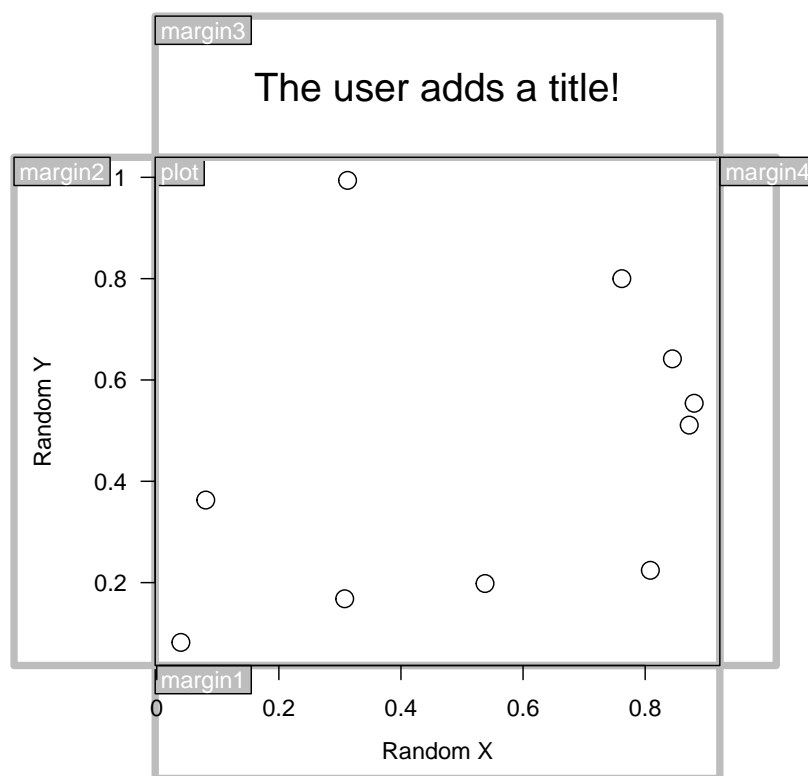 margin3
The user adds a title!
margin2
plot
margin4
1
0.8
0.6
0.4
0.2
Random Y
margin1
0
0.2
0.4
0.6
0.8
Random X